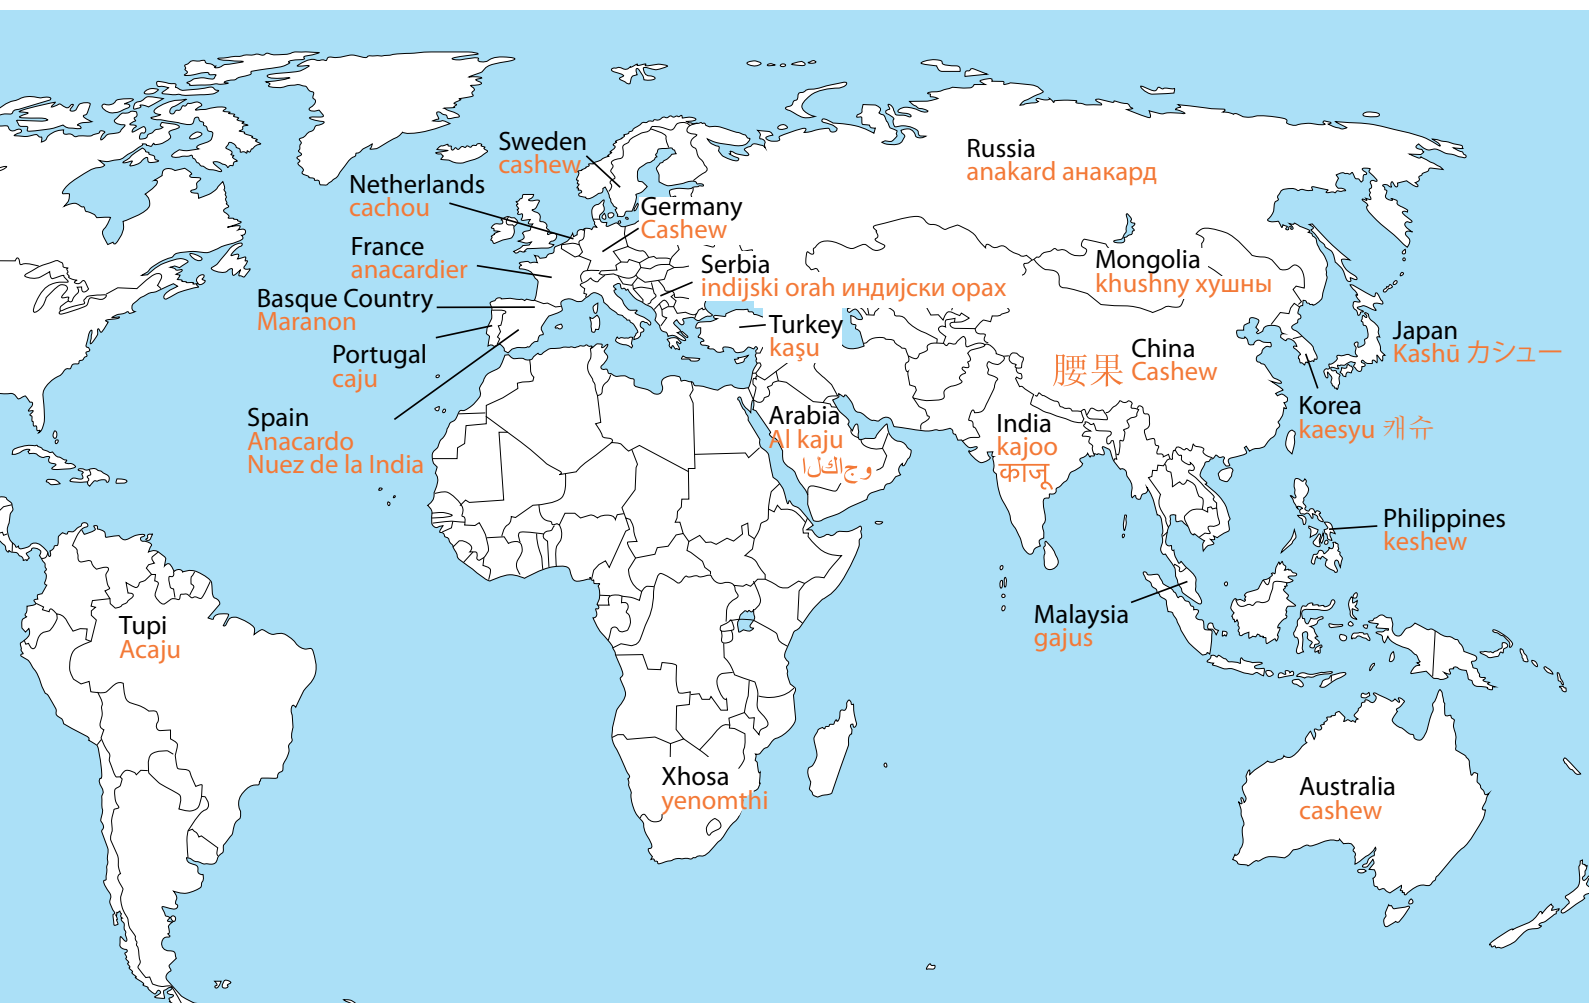 Sweden
cashew
Netherlands
cachou
Germany
Cashew
France
anacardier
Serbia
indijski orah индијски орах
Basque Country
Maranon
Portugal
caju
Turkey
kaşu
Spain
Anacardo
Nuez de la India
Russia
anakard анакард
Mongolia
khushny хушны
China
腰果 Cashew
Japan
Kashū カシュー
Korea
kaesyu 캐슈
Arabia
Al kaju
وجاكلا
India
kajoo
काजू
Philippines
keshew
Malaysia
gajus
Tupi
Acaju
Xhosa
yenomthi
Australia
cashew